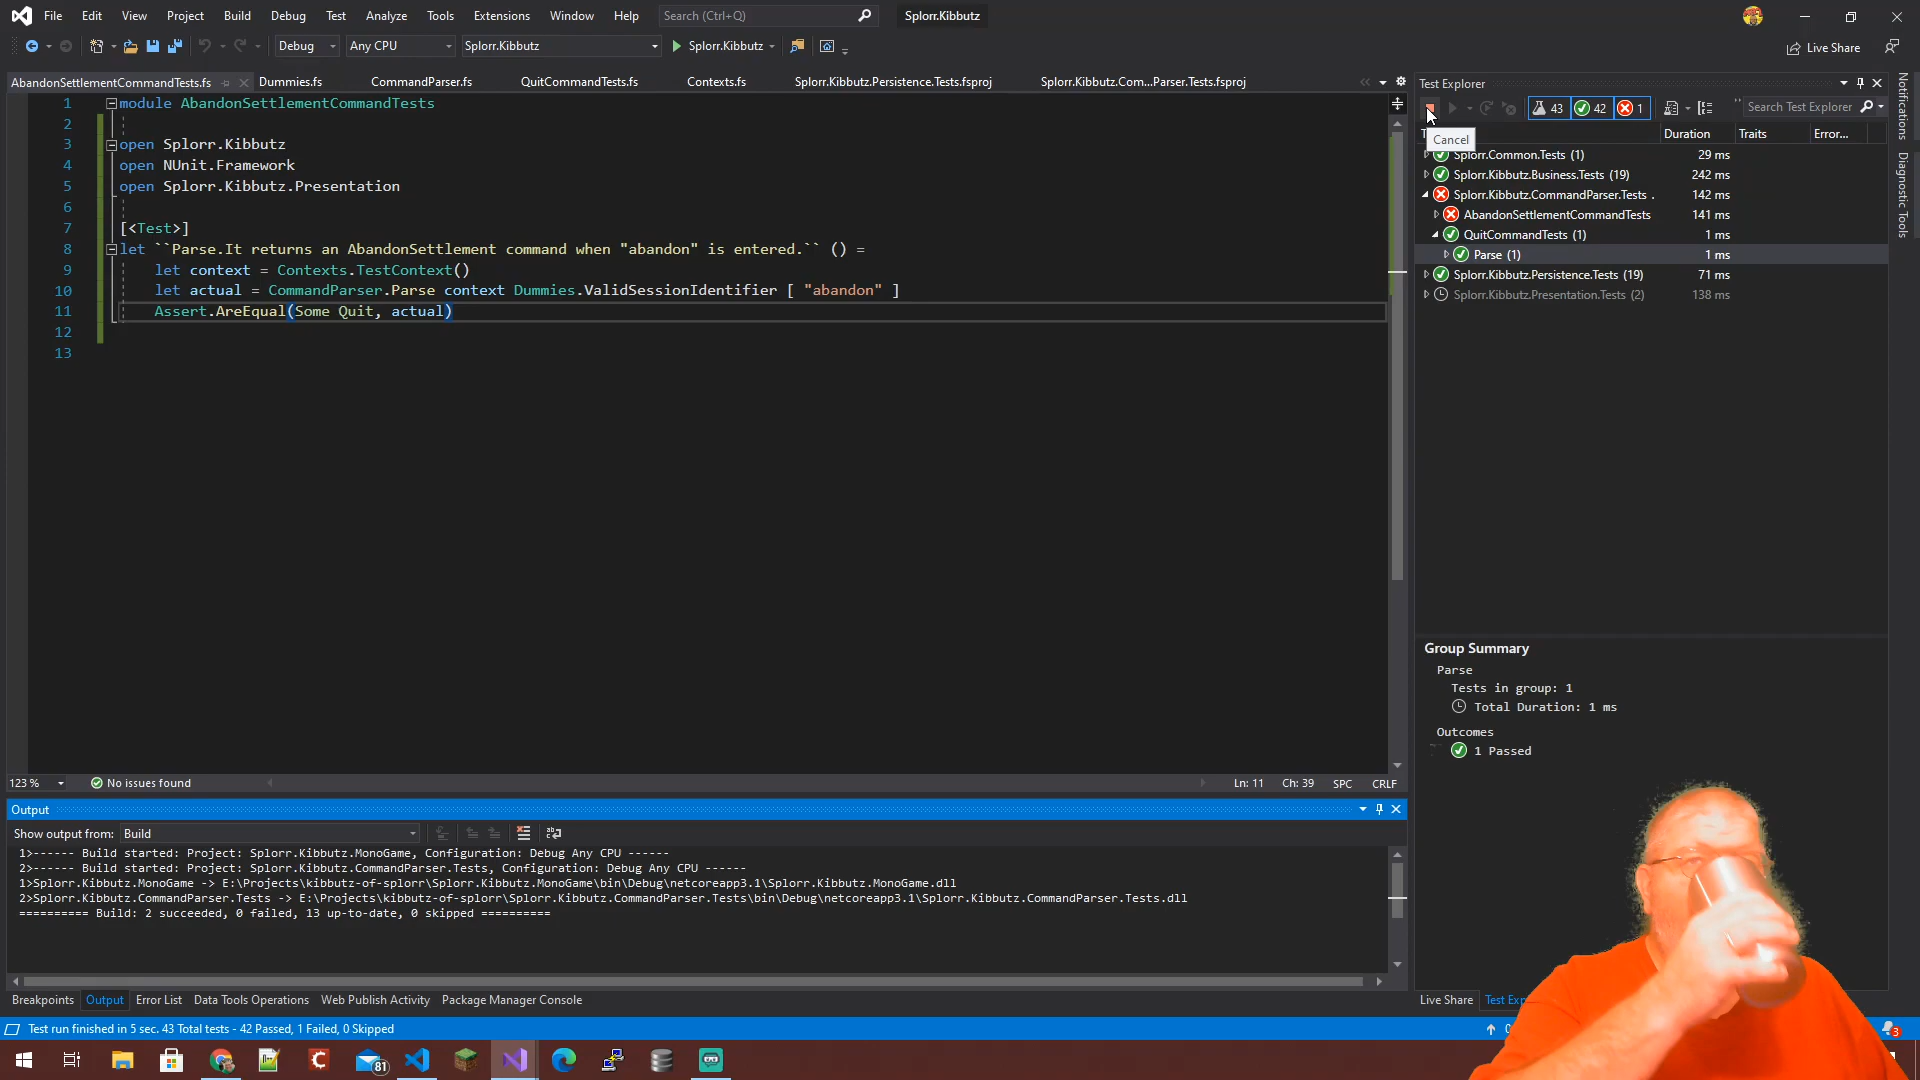 File Edit View Project Build Debug Test Analyze Tools Extensions Window Help Search (Ctrl+Q) Splorr.Kibbutz
Debug Any CPU Splorr.Kibbutz Splorr.Kibbutz Live Share
AbandonSettlementCommandTests.fs Dummies.fs CommandParser.fs QuitCommandTests.fs Contexts.fs Splorr.Kibbutz.Persistence.Tests.fsproj Splorr.Kibbutz.Com...Parser.Tests.fsproj
1 module AbandonSettlementCommandTests
2
3 open Splorr.Kibbutz
4 open NUnit.Framework
5 open Splorr.Kibbutz.Presentation
6
7 [<Test>]
8 let ``Parse.It returns an AbandonSettlement command when "abandon" is entered.`` () =
9 let context = Contexts.TestContext()
10 let actual = CommandParser.Parse context Dummies.ValidSessionIdentifier [ "abandon" ]
11 Assert.AreEqual(Some Quit, actual)
12
13
123 % No issues found Ln: 11 Ch: 39 SPC CRLF
Output
Show output from: Build
1>------ Build started: Project: Splorr.Kibbutz.MonoGame, Configuration: Debug Any CPU ------
2>------ Build started: Project: Splorr.Kibbutz.CommandParser.Tests, Configuration: Debug Any CPU ------
1>Splorr.Kibbutz.MonoGame -> E:\Projects\kibbutz-of-splorr\Splorr.Kibbutz.MonoGame\bin\Debug\netcoreapp3.1\Splorr.Kibbutz.MonoGame.dll
2>Splorr.Kibbutz.CommandParser.Tests -> E:\Projects\kibbutz-of-splorr\Splorr.Kibbutz.CommandParser.Tests\bin\Debug\netcoreapp3.1\Splorr.Kibbutz.CommandParser.Tests.dll
========== Build: 2 succeeded, 0 failed, 13 up-to-date, 0 skipped ==========
Breakpoints Output Error List Data Tools Operations Web Publish Activity Package Manager Console
Test Explorer
43 42 1 Search Test Explorer
Cancel
Duration Traits Error...
Splorr.Common.Tests (1) 29 ms
Splorr.Kibbutz.Business.Tests (19) 242 ms
Splorr.Kibbutz.CommandParser.Tests . 142 ms
AbandonSettlementCommandTests 141 ms
QuitCommandTests (1) 1 ms
Parse (1) 1 ms
Splorr.Kibbutz.Persistence.Tests (19) 71 ms
Splorr.Kibbutz.Presentation.Tests (2) 138 ms
Group Summary
Parse
Tests in group: 1
Total Duration: 1 ms
Outcomes
1 Passed
Live Share Test Exp
Notifications
Diagnostic Tools
Test run finished in 5 sec. 43 Total tests - 42 Passed, 1 Failed, 0 Skipped
3
81